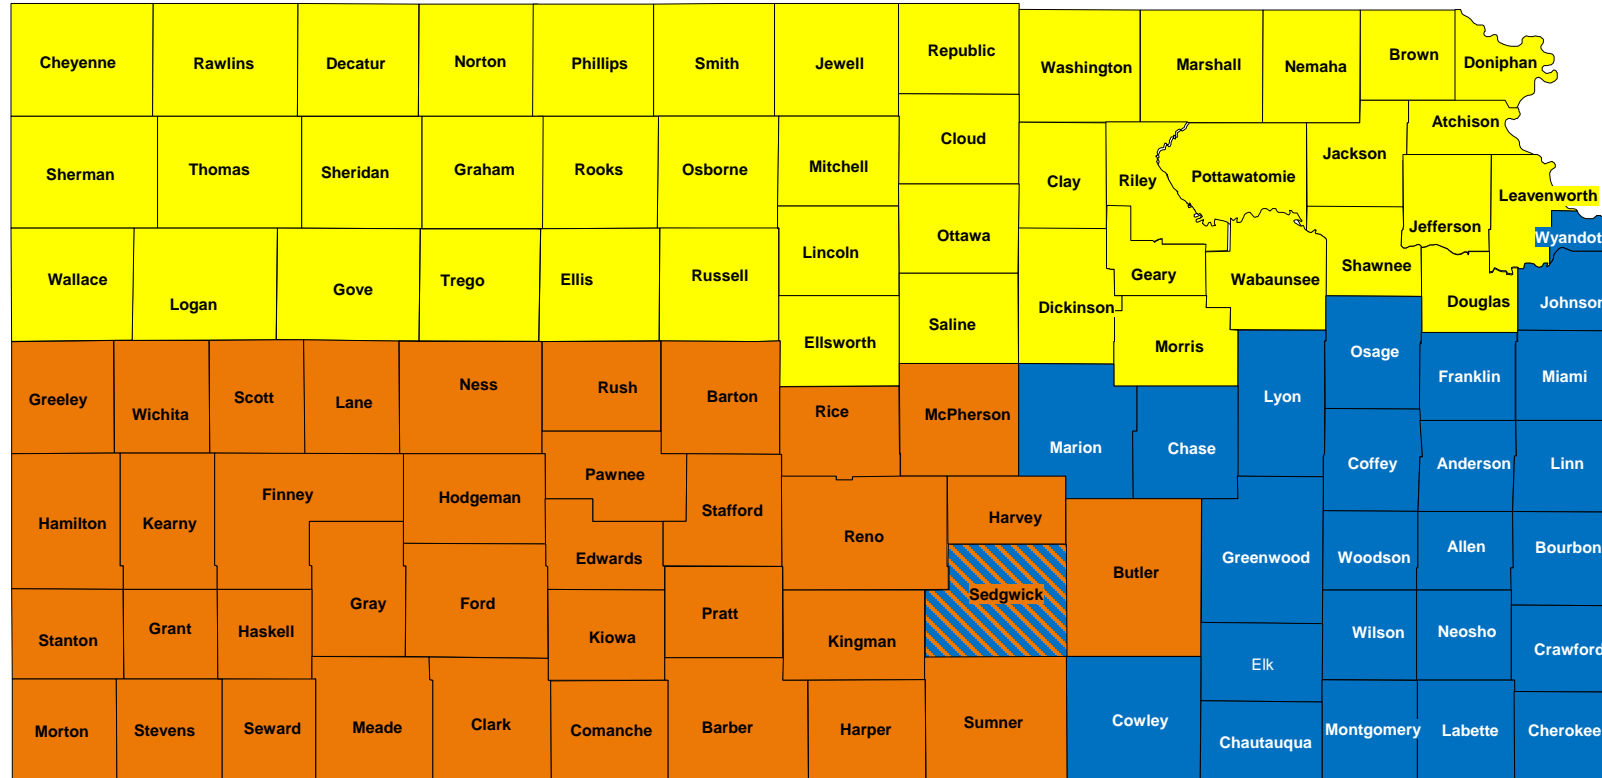 Cheyenne
Rawlins
Decatur
Norton
Phillips
Smith
Jewell
Republic
Washington
Marshall
Nemaha
Brown
Doniphan
Sherman
Thomas
Sheridan
Graham
Rooks
Osborne
Mitchell
Cloud
Clay
Riley
Pottawatomie
Jackson
Atchison
Leavenworth
Jefferson
Wyandot
Wallace
Logan
Gove
Trego
Ellis
Russell
Lincoln
Ottawa
Geary
Wabaunsee
Shawnee
Douglas
Johnson
Ellsworth
Saline
Dickinson
Morris
Osage
Franklin
Miami
Greeley
Wichita
Scott
Lane
Ness
Rush
Barton
Rice
McPherson
Marion
Chase
Lyon
Coffey
Anderson
Linn
Hamilton
Kearny
Finney
Hodgeman
Pawnee
Stafford
Edwards
Reno
Harvey
Sedgwick
Butler
Greenwood
Woodson
Allen
Bourbon
Stanton
Grant
Haskell
Gray
Ford
Kiowa
Pratt
Kingman
Elk
Wilson
Neosho
Crawford
Morton
Stevens
Seward
Meade
Clark
Comanche
Barber
Harper
Sumner
Cowley
Chautauqua
Montgomery
Labette
Cherokee